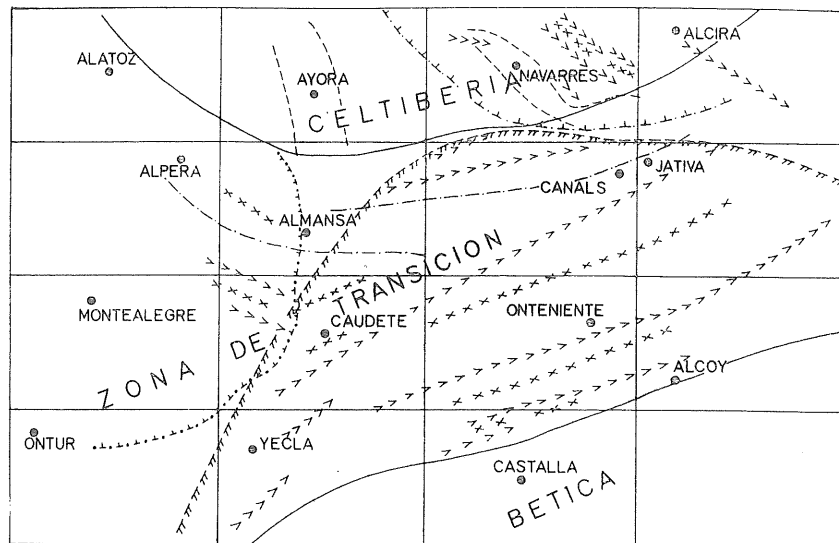 ALCIRA
ALATOZ
AYORA
NAVARRES
CELTIBERIA
ALPERA
CANALS
JATIVA
ALMANSA
ZONA DE TRANSICION
MONTEALEGRE
CAUDETE
ONTENIENTE
ALCOY
ONTUR
YECLA
CASTALLA
BETICA